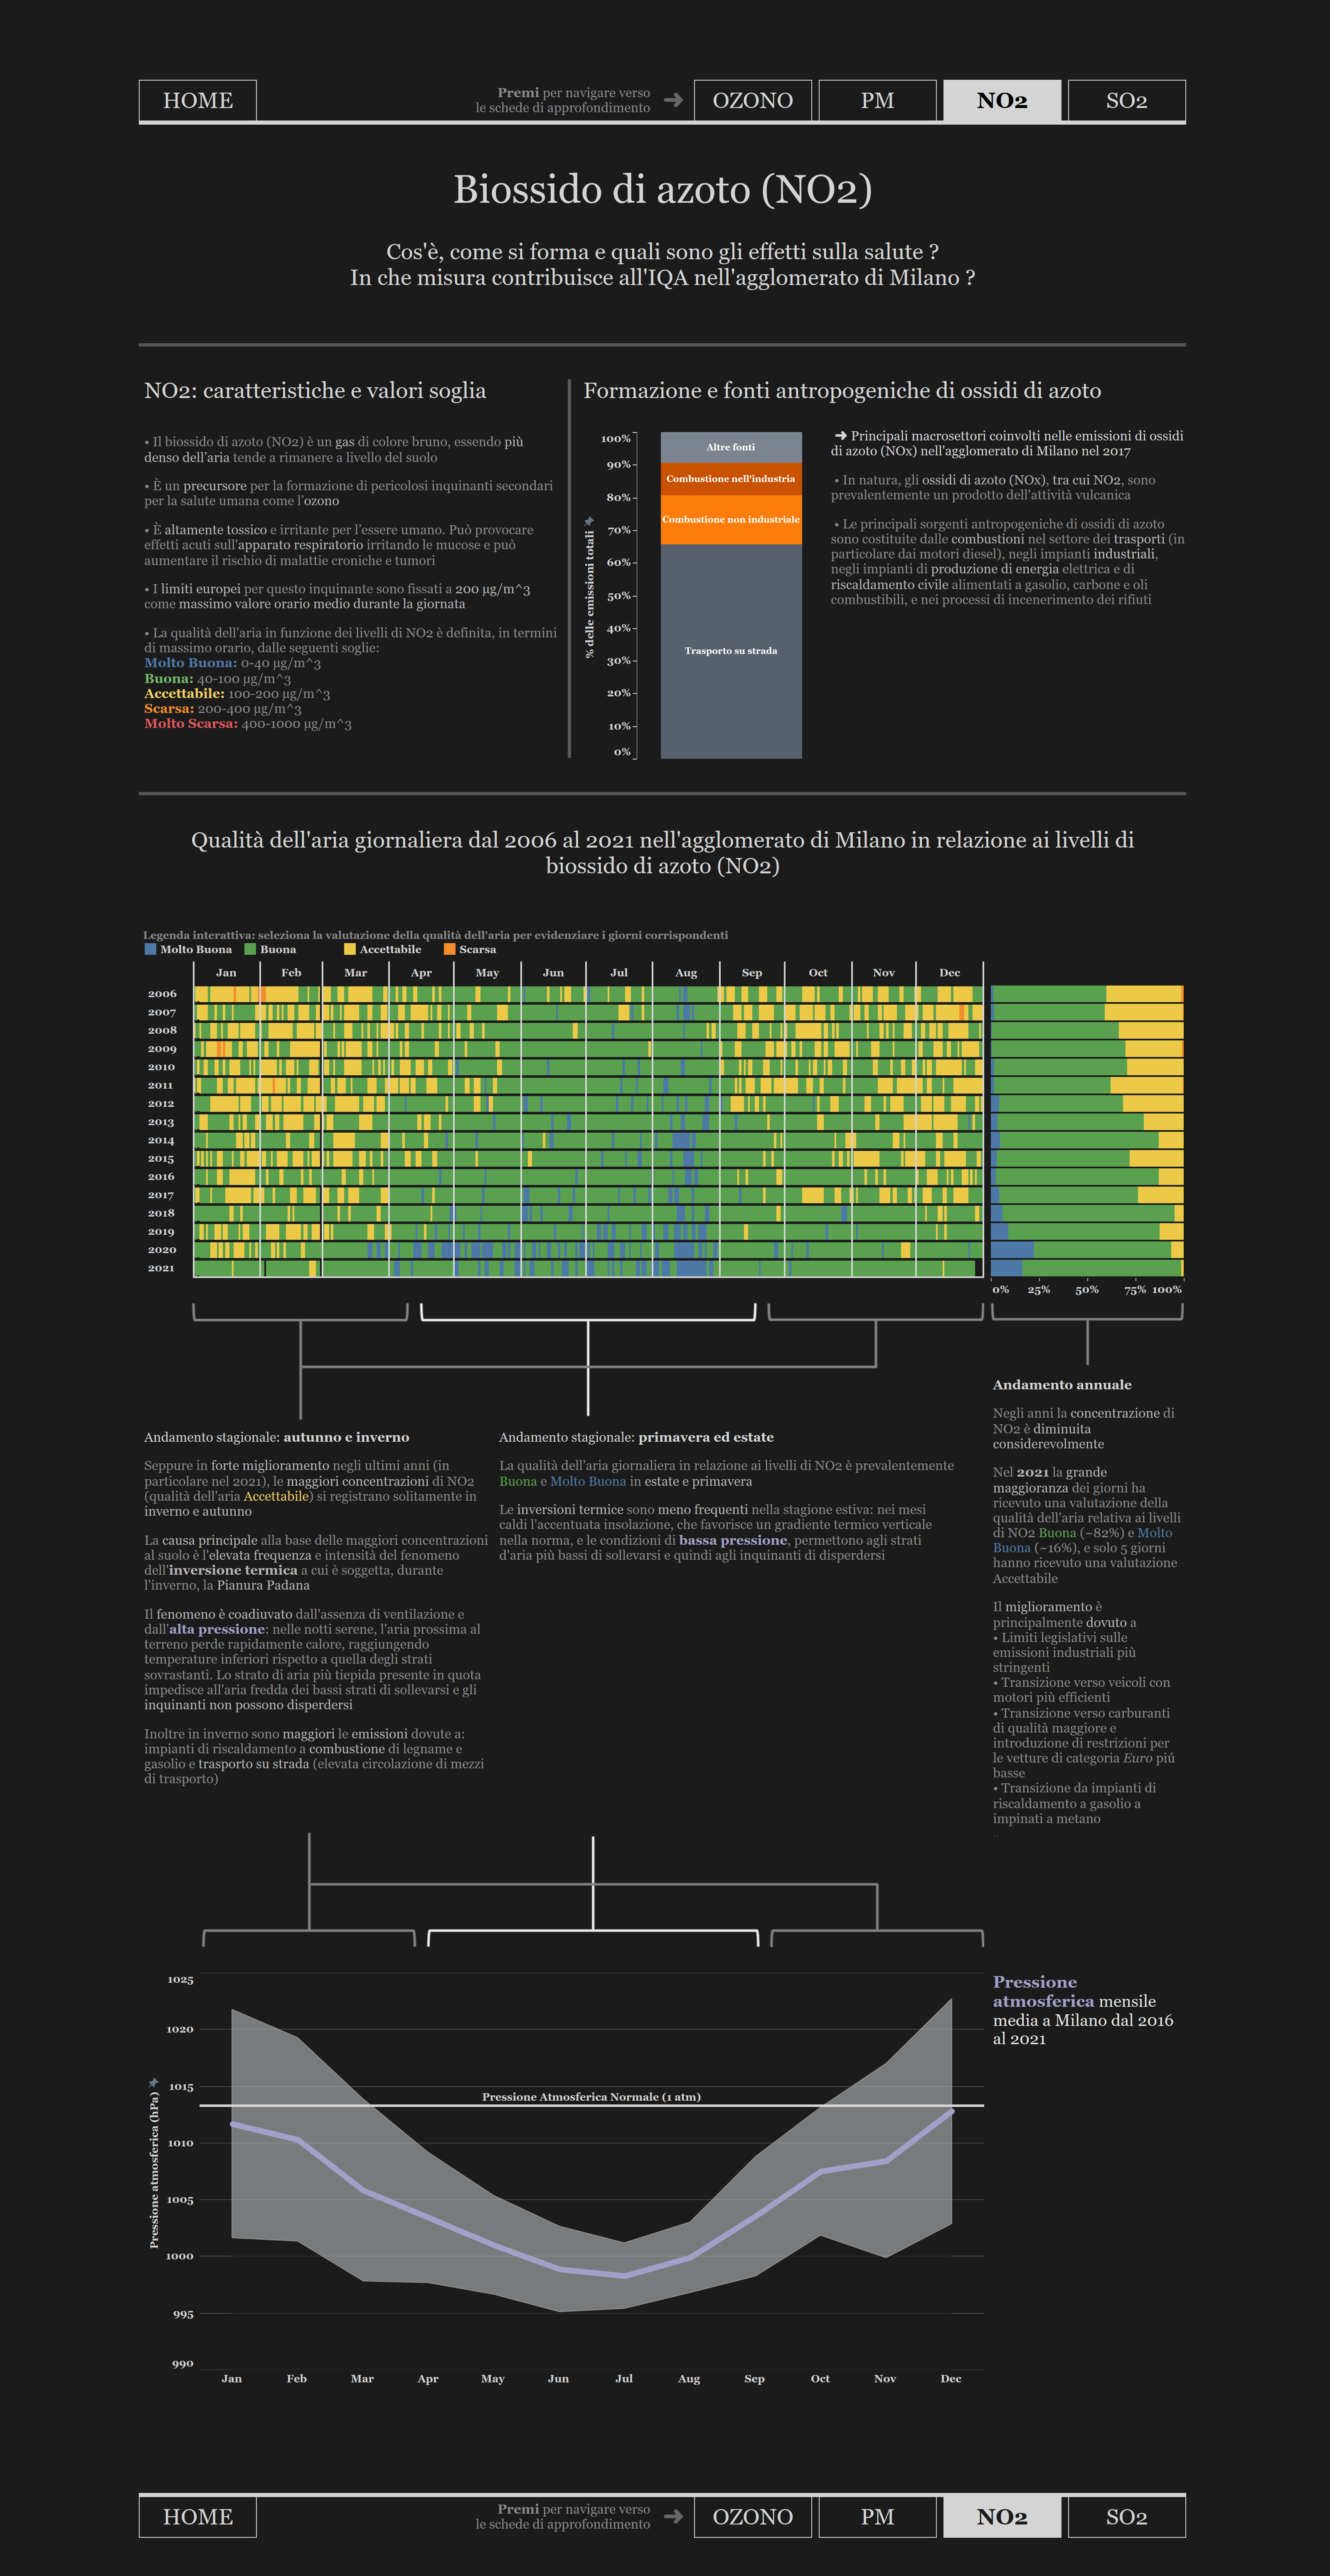 HOME
Premi per navigare verso
le schede di approfondimento
➜
OZONO
PM
NO2
SO2
Biossido di azoto (NO2)
Cos'è, come si forma e quali sono gli effetti sulla salute ?
In che misura contribuisce all'IQA nell'agglomerato di Milano ?
NO2: caratteristiche e valori soglia
• Il biossido di azoto (NO2) è un gas di colore bruno, essendo più
denso dell'aria tende a rimanere a livello del suolo
• È un precursore per la formazione di pericolosi inquinanti secondari
per la salute umana come l'ozono
• È altamente tossico e irritante per l'essere umano. Può provocare
effetti acuti sull'apparato respiratorio irritando le mucose e può
aumentare il rischio di malattie croniche e tumori
• I limiti europei per questo inquinante sono fissati a 200 µg/m^3
come massimo valore orario medio durante la giornata
• La qualità dell'aria in funzione dei livelli di NO2 è definita, in termini
di massimo orario, dalle seguenti soglie:
Molto Buona: 0-40 µg/m^3
Buona: 40-100 µg/m^3
Accettabile: 100-200 µg/m^3
Scarsa: 200-400 µg/m^3
Molto Scarsa: 400-1000 µg/m^3
Formazione e fonti antropogeniche di ossidi di azoto
% delle emissioni totali
100%
90%
80%
70%
60%
50%
40%
30%
20%
10%
0%
Altre fonti
Combustione nell'industria
Combustione non industriale
Trasporto su strada
➜ Principali macrosettori coinvolti nelle emissioni di ossidi
di azoto (NOx) nell'agglomerato di Milano nel 2017
• In natura, gli ossidi di azoto (NOx), tra cui NO2, sono
prevalentemente un prodotto dell'attività vulcanica
• Le principali sorgenti antropogeniche di ossidi di azoto
sono costituite dalle combustioni nel settore dei trasporti (in
particolare dai motori diesel), negli impianti industriali,
negli impianti di produzione di energia elettrica e di
riscaldamento civile alimentati a gasolio, carbone e oli
combustibili, e nei processi di incenerimento dei rifiuti
Qualità dell'aria giornaliera dal 2006 al 2021 nell'agglomerato di Milano in relazione ai livelli di
biossido di azoto (NO2)
Legenda interattiva: seleziona la valutazione della qualità dell'aria per evidenziare i giorni corrispondenti
Molto Buona Buona Accettabile Scarsa
Jan Feb Mar Apr May Jun Jul Aug Sep Oct Nov Dec
2006
2007
2008
2009
2010
2011
2012
2013
2014
2015
2016
2017
2018
2019
2020
2021
0% 25% 50% 75% 100%
Andamento stagionale: autunno e inverno
Seppure in forte miglioramento negli ultimi anni (in
particolare nel 2021), le maggiori concentrazioni di NO2
(qualità dell'aria Accettabile) si registrano solitamente in
inverno e autunno
La causa principale alla base delle maggiori concentrazioni
al suolo è l'elevata frequenza e intensità del fenomeno
dell'inversione termica a cui è soggetta, durante
l'inverno, la Pianura Padana
Il fenomeno è coadiuvato dall'assenza di ventilazione e
dall'alta pressione: nelle notti serene, l'aria prossima al
terreno perde rapidamente calore, raggiungendo
temperature inferiori rispetto a quella degli strati
sovrastanti. Lo strato di aria più tiepida presente in quota
impedisce all'aria fredda dei bassi strati di sollevarsi e gli
inquinanti non possono disperdersi
Inoltre in inverno sono maggiori le emissioni dovute a:
impianti di riscaldamento a combustione di legname e
gasolio e trasporto su strada (elevata circolazione di mezzi
di trasporto)
Andamento stagionale: primavera ed estate
La qualità dell'aria giornaliera in relazione ai livelli di NO2 è prevalentemente
Buona e Molto Buona in estate e primavera
Le inversioni termice sono meno frequenti nella stagione estiva: nei mesi
caldi l'accentuata insolazione, che favorisce un gradiente termico verticale
nella norma, e le condizioni di bassa pressione, permettono agli strati
d'aria più bassi di sollevarsi e quindi agli inquinanti di disperdersi
Andamento annuale
Negli anni la concentrazione di
NO2 è diminuita
considerevolmente
Nel 2021 la grande
maggioranza dei giorni ha
ricevuto una valutazione della
qualità dell'aria relativa ai livelli
di NO2 Buona (~82%) e Molto
Buona (~16%), e solo 5 giorni
hanno ricevuto una valutazione
Accettabile
Il miglioramento è
principalmente dovuto a
• Limiti legislativi sulle
emissioni industriali più
stringenti
• Transizione verso veicoli con
motori più efficienti
• Transizione verso carburanti
di qualità maggiore e
introduzione di restrizioni per
le vetture di categoria Euro piú
basse
• Transizione da impianti di
riscaldamento a gasolio a
impinati a metano
..
Pressione atmosferica (hPa)
1025
1020
1015
1010
1005
1000
995
990
Pressione Atmosferica Normale (1 atm)
Jan Feb Mar Apr May Jun Jul Aug Sep Oct Nov Dec
Pressione
atmosferica mensile
media a Milano dal 2016
al 2021
HOME
Premi per navigare verso
le schede di approfondimento
➜
OZONO
PM
NO2
SO2